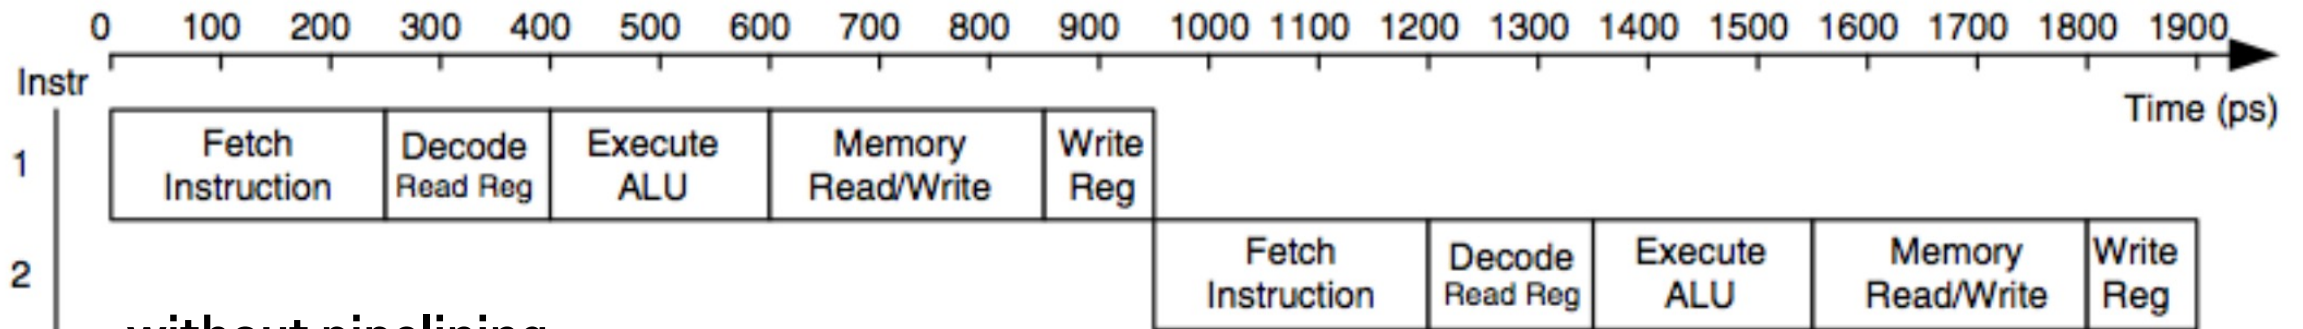 0 100 200 300 400 500 600 700 800 900 1000 1100 1200 1300 1400 1500 1600 1700 1800 1900
Instr
Time (ps)
1
Fetch Instruction
Decode Read Reg
Execute ALU
Memory Read/Write
Write Reg
2
Fetch Instruction
Decode Read Reg
Execute ALU
Memory Read/Write
Write Reg
without pipelining